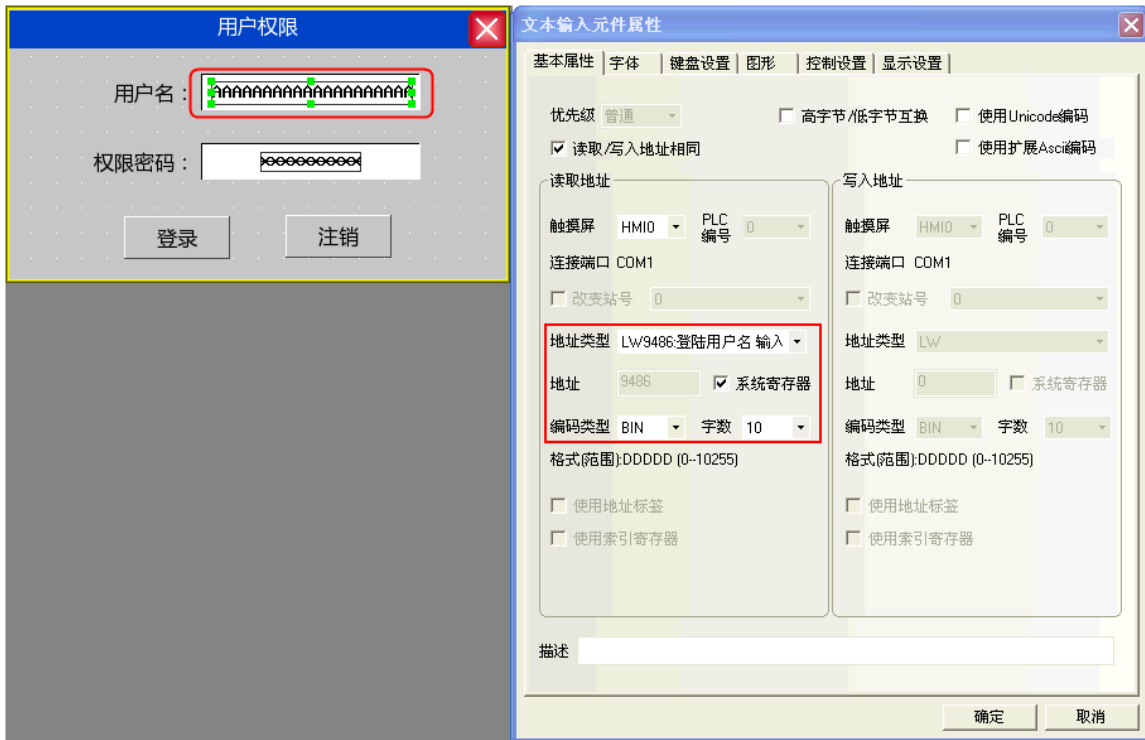 用户权限
用户名： AAAAAAAAAAAAAAAAAAAA
权限密码： ××××××××××
登录 注销
文本输入元件属性
基本属性 字体 键盘设置 图形 控制设置 显示设置
优先级 普通 高字节/低字节互换 使用Unicode编码
读取/写入地址相同 使用扩展Ascii编码
读取地址
触摸屏 HMI0 PLC编号 0
连接端口 COM1
改变站号 0
地址类型 LW9486:登陆用户名 输入
地址 9486 系统寄存器
编码类型 BIN 字数 10
格式(范围):DDDDD (0--10255)
使用地址标签
使用索引寄存器
写入地址
触摸屏 HMI0 PLC编号 0
连接端口 COM1
改变站号 0
地址类型 LW
地址 0 系统寄存器
编码类型 BIN 字数 10
格式(范围):DDDDD (0--10255)
使用地址标签
使用索引寄存器
描述
确定 取消